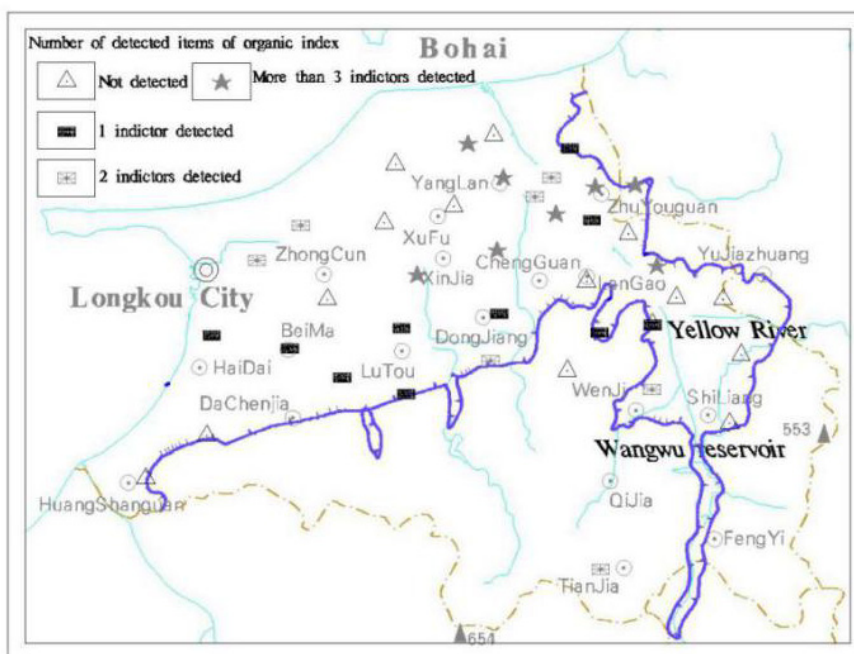 Number of detected items of organic index
Bohai
Not detected
More than 3 indictors detected
1 indictor detected
2 indictors detected
YangLan
ZhuYouguan
XuFu
ZhongCun
XinJia
ChengGuan
LanGao
YuJiazhuang
Longkou City
BeiMa
DongJiang
Yellow River
HaiDai
LuTou
WenJi
ShiLiang
DaChenjia
553
Wangwu reservoir
HuangShanguan
QiJia
FengYi
TianJia
654